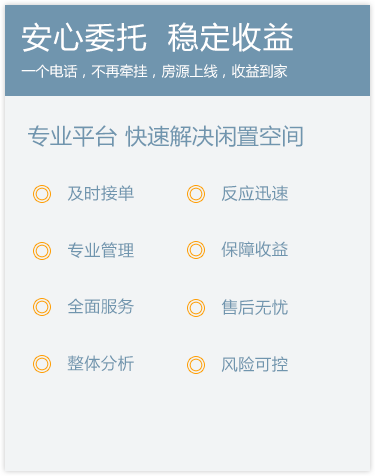 安心委托 稳定收益
一个电话，不再牵挂，房源上线，收益到家
专业平台 快速解决闲置空间
及时接单 反应迅速
专业管理 保障收益
全面服务 售后无忧
整体分析 风险可控